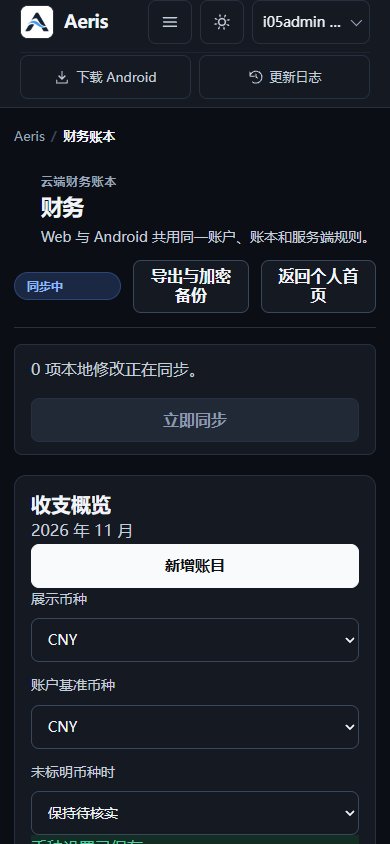 Aeris
i05admin ...
下载 Android
更新日志
Aeris / 财务账本
云端财务账本
财务
Web 与 Android 共用同一账户、账本和服务端规则。
同步中
导出与加密
备份
返回个人首
页
0 项本地修改正在同步。
立即同步
收支概览
2026 年 11 月
新增账目
展示币种
CNY
账户基准币种
CNY
未标明币种时
保持待核实